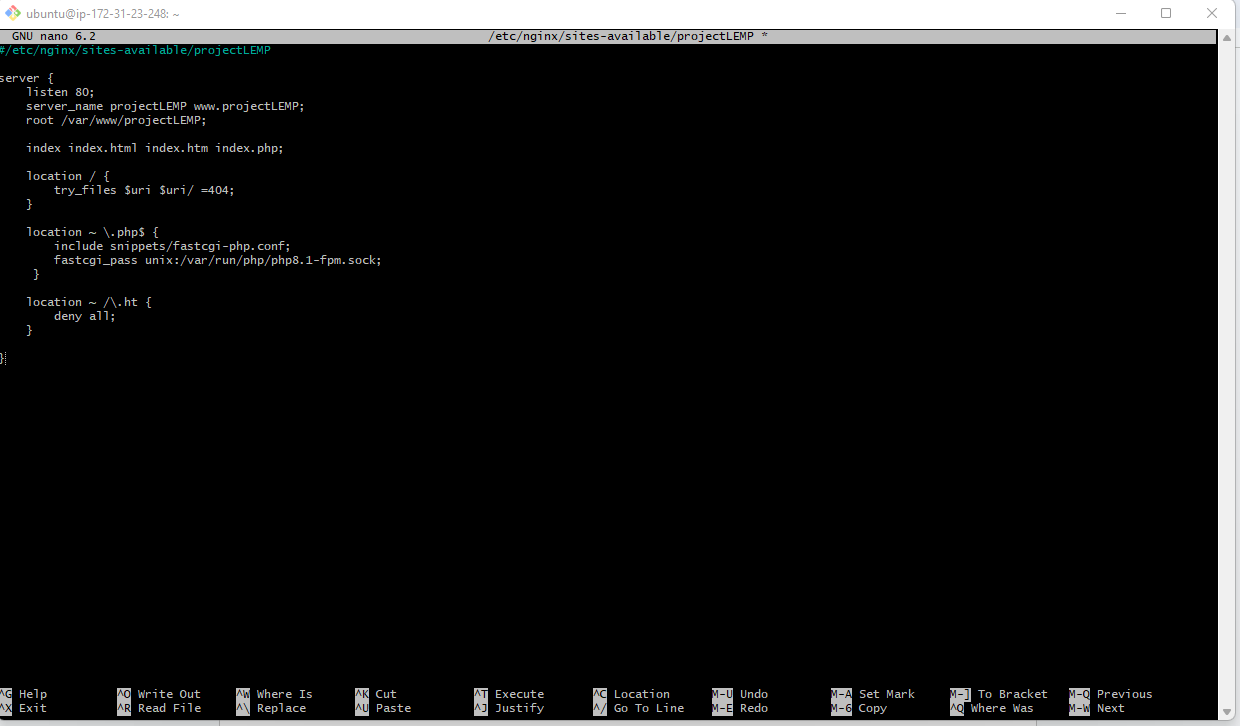 ubuntu@ip-172-31-23-248: ~
GNU nano 6.2 /etc/nginx/sites-available/projectLEMP *
#/etc/nginx/sites-available/projectLEMP
server {
listen 80;
server_name projectLEMP www.projectLEMP;
root /var/www/projectLEMP;
index index.html index.htm index.php;
location / {
try_files $uri $uri/ =404;
}
location ~ \.php$ {
include snippets/fastcgi-php.conf;
fastcgi_pass unix:/var/run/php/php8.1-fpm.sock;
}
location ~ /\.ht {
deny all;
}
}
^G Help ^O Write Out ^W Where Is ^K Cut ^T Execute ^C Location M-U Undo M-A Set Mark M-] To Bracket M-Q Previous
^X Exit ^R Read File ^\ Replace ^U Paste ^J Justify ^/ Go To Line M-E Redo M-6 Copy ^Q Where Was M-W Next